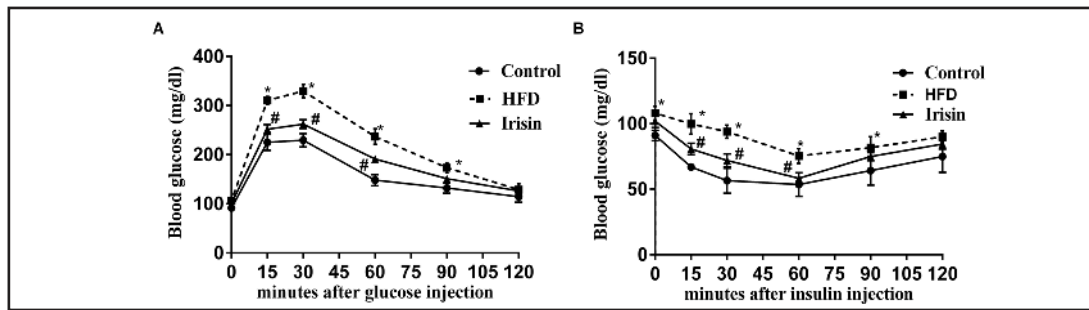 A
Blood glucose (mg/dl)
400
300
200
100
0
Control
HFD
Irisin
* * * * # # #
0 15 30 45 60 75 90 105 120
minutes after glucose injection
B
Blood glucose (mg/dl)
150
100
50
0
Control
HFD
Irisin
* * * * * # # #
0 15 30 45 60 75 90 105 120
minutes after insulin injection